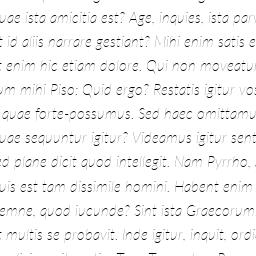 uae ista amicitia est? Age, inquies, ista parv
t id aliis narrare gestiant? Mihi enim satis e
t enim hic etiam dolore. Qui non moveatur
um mihi Piso: Quid ergo? Restatis igitur vos
quae forte-possumus. Sed haec omittamu
uae sequuntur igitur? Videamus igitur sent
ed plane dicit quod intellegit. Nam Pyrrho,
uis est tam dissimile homini. Habent enim
emne, quod iucunde? Sint ista Graecorum
t multis se probavit. Inde igitur, inquit, ordi